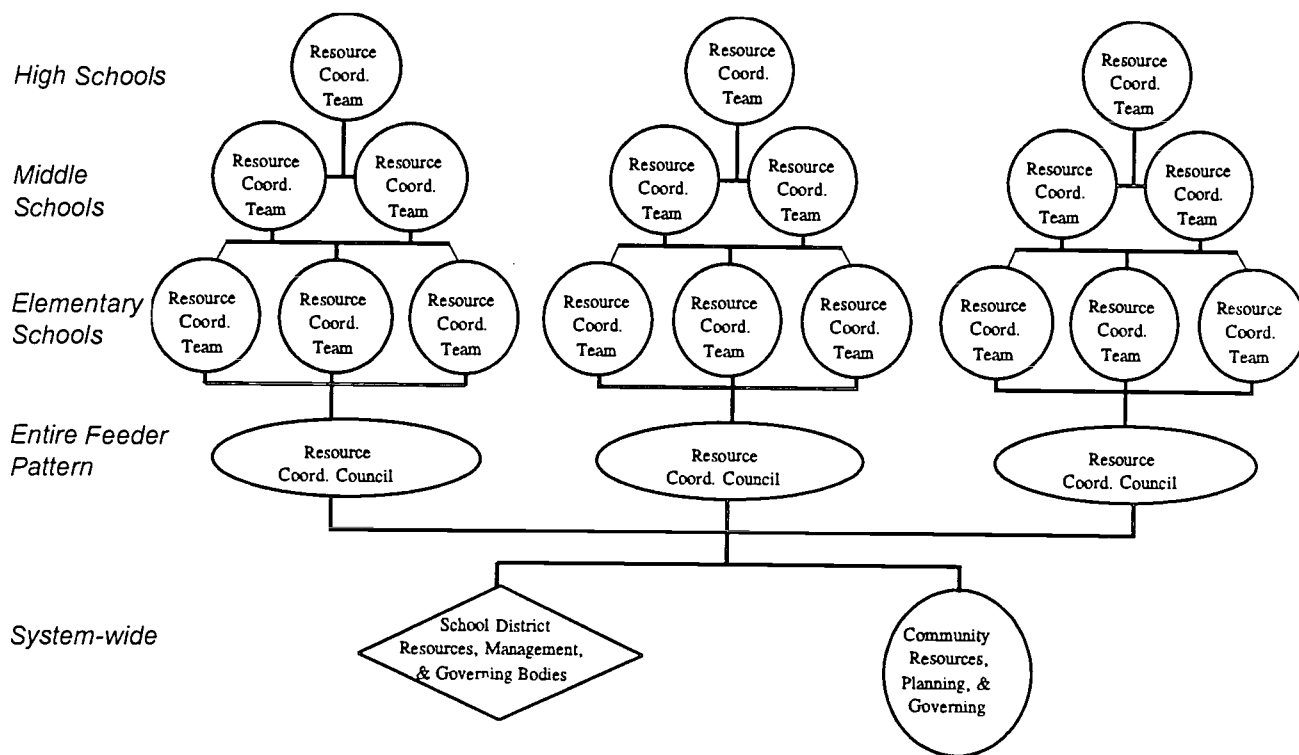 High Schools
Resource
Coord.
Team
Resource
Coord.
Team
Resource
Coord.
Team
Middle
Schools
Resource
Coord.
Team
Resource
Coord.
Team
Resource
Coord.
Team
Resource
Coord.
Team
Resource
Coord.
Team
Resource
Coord.
Team
Elementary
Schools
Resource
Coord.
Team
Resource
Coord.
Team
Resource
Coord.
Team
Resource
Coord.
Team
Resource
Coord.
Team
Resource
Coord.
Team
Resource
Coord.
Team
Resource
Coord.
Team
Resource
Coord.
Team
Entire Feeder
Pattern
Resource
Coord. Council
Resource
Coord. Council
Resource
Coord. Council
System-wide
School District
Resources, Management,
& Governing Bodies
Community
Resources,
Planning, &
Governing